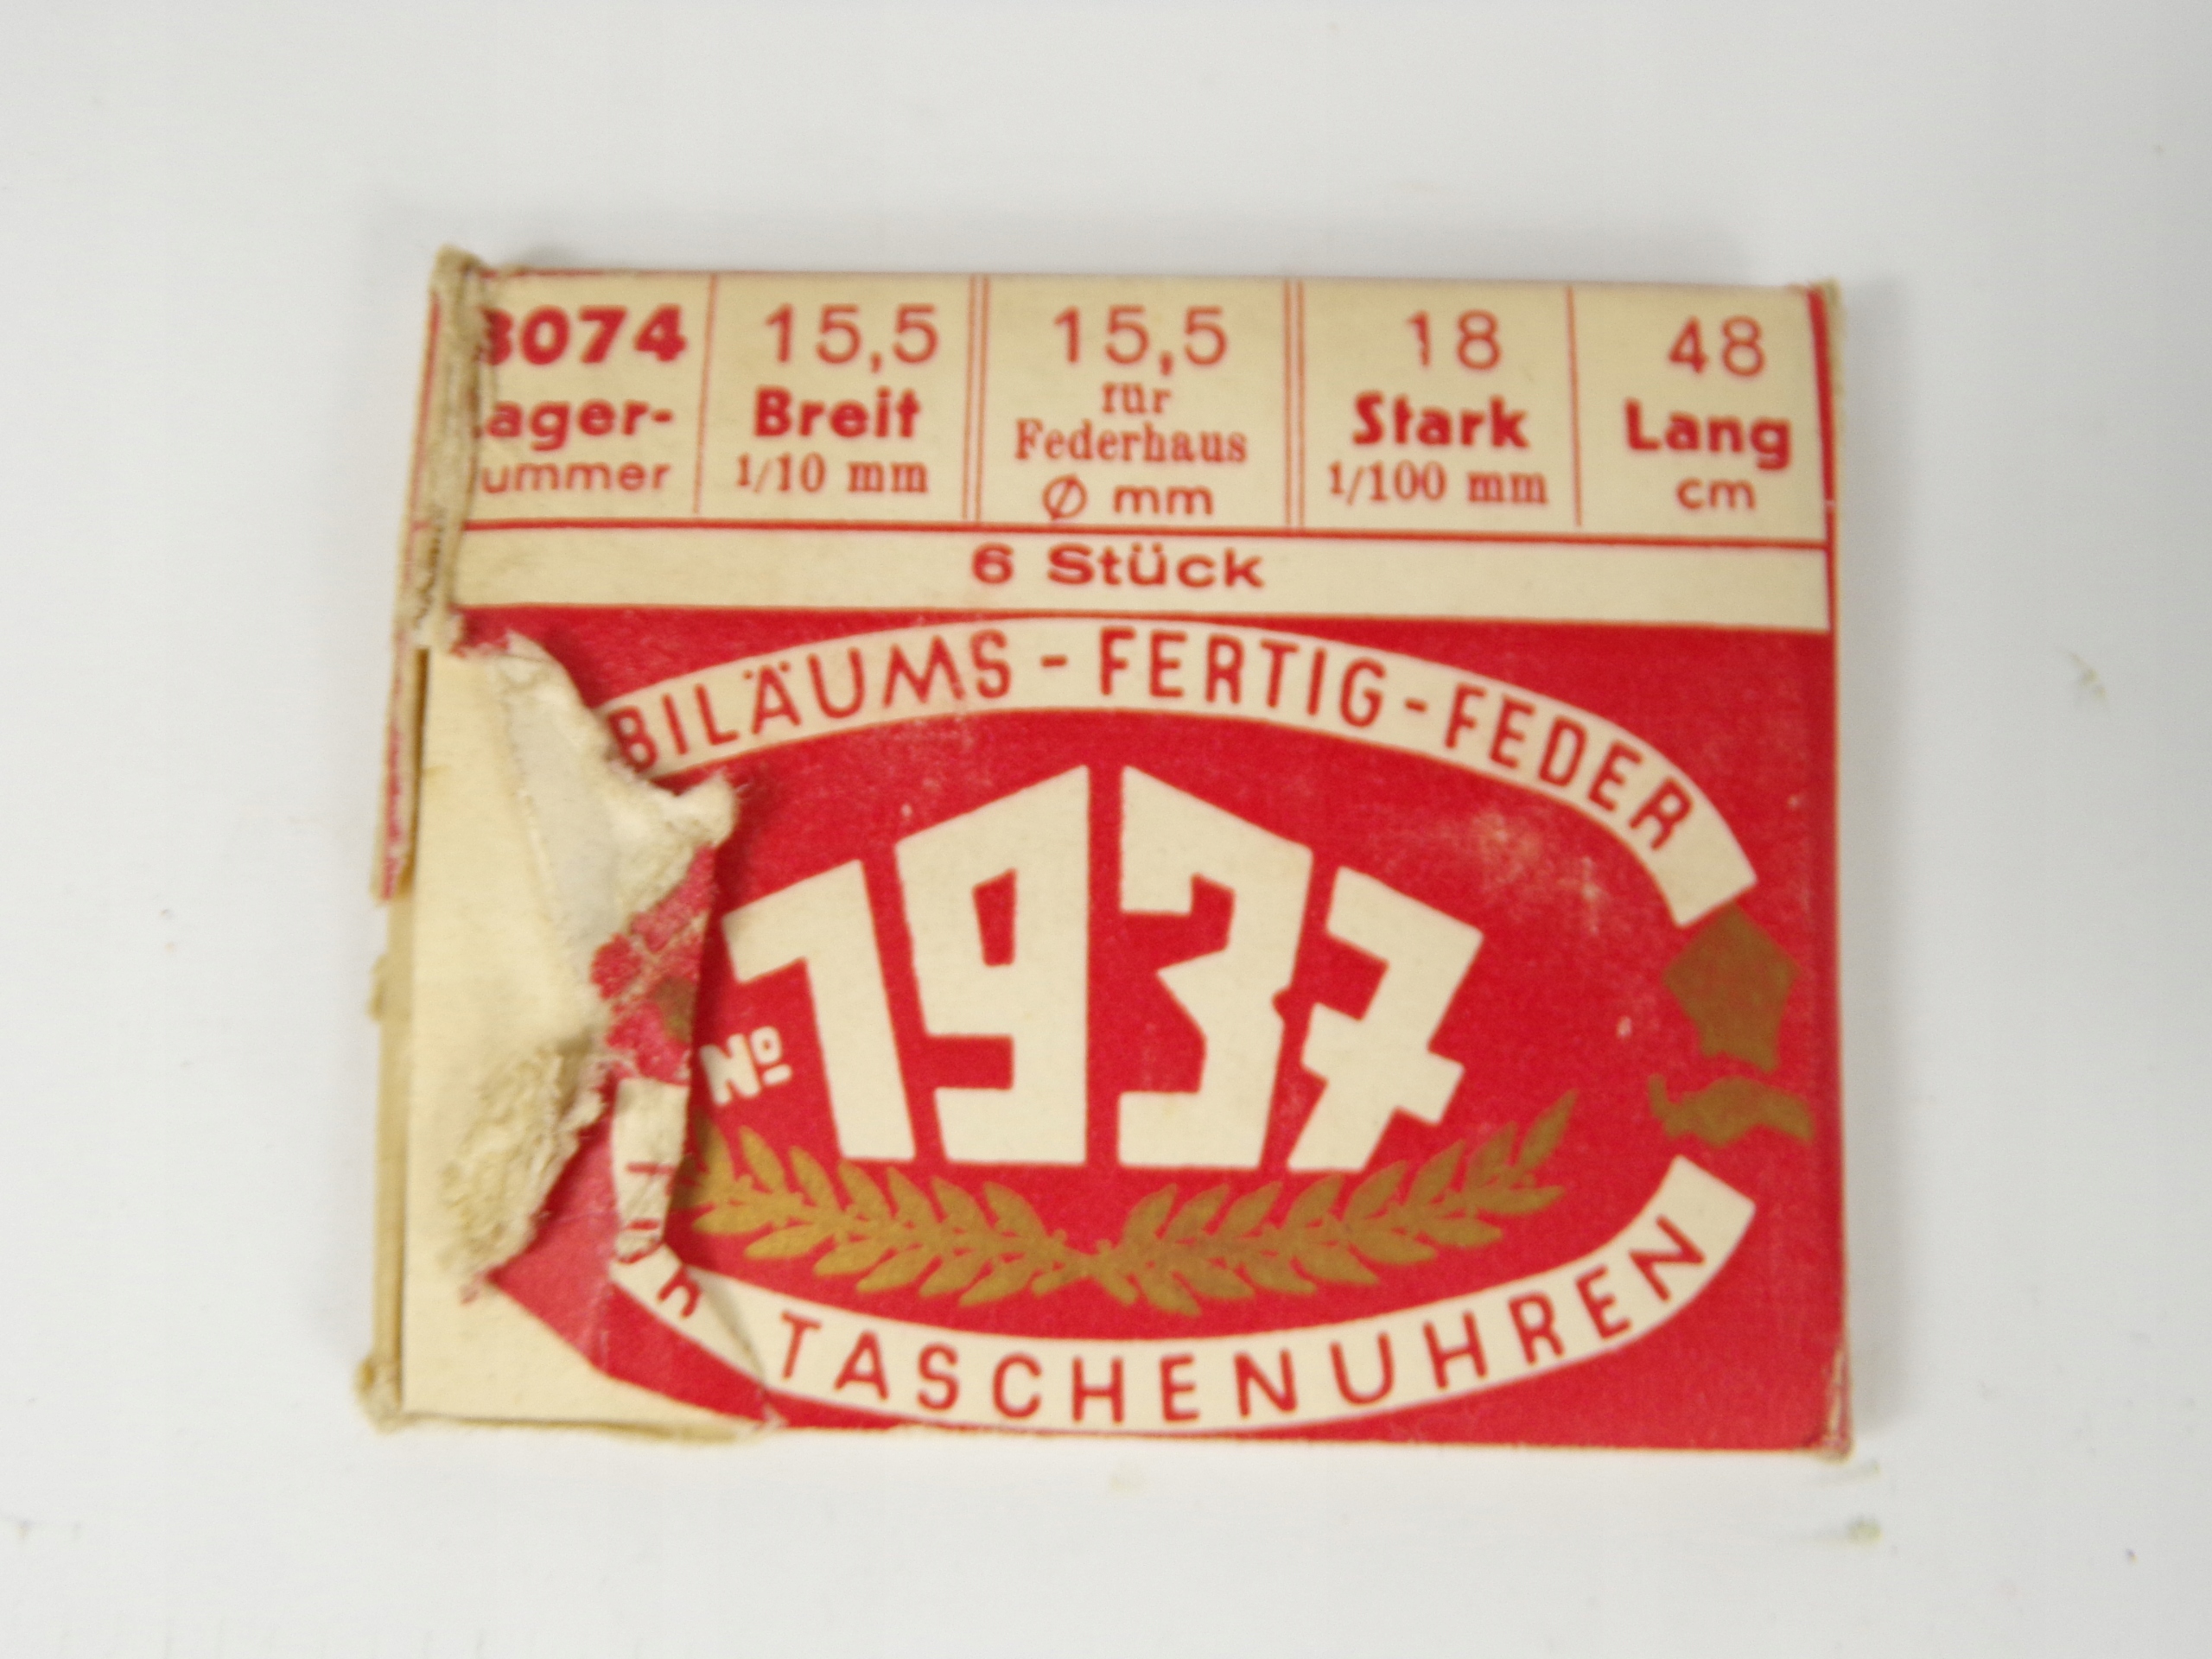 3074 15,5 15,5 18 48
ager- Breit für Stark Lang
ummer 1/10 mm Federhaus 1/100 mm cm
Ø mm
6 Stück
BILÄUMS - FERTIG - FEDER
No 1937
TASCHENUHREN